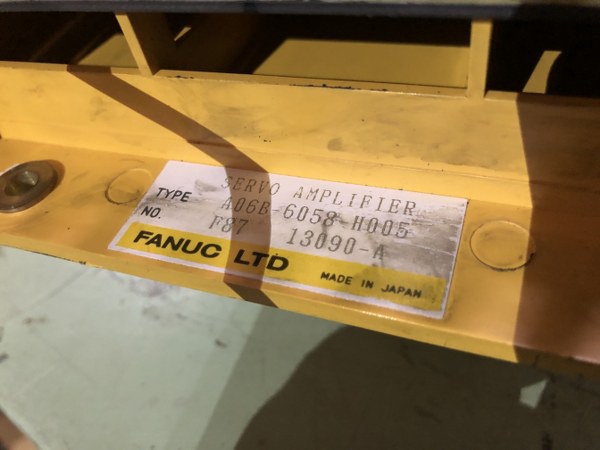 SERVO AMPLIFIER
TYPE A06B-6058-H005
NO. F87 13090-A
FANUC LTD MADE IN JAPAN